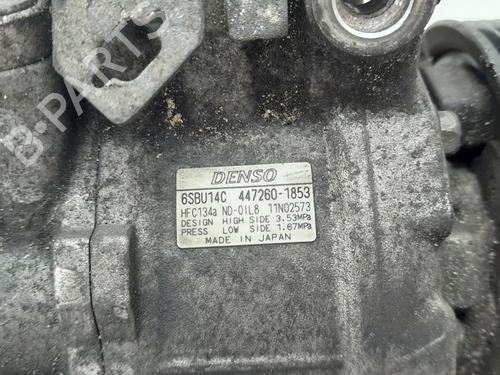 B-PARTS
DENSO
6SBU14C 447260-1853
HFC134a ND-OIL8 11N02573
DESIGN HIGH SIDE 3.53MPa
PRESS LOW SIDE 1.67MPa
MADE IN JAPAN